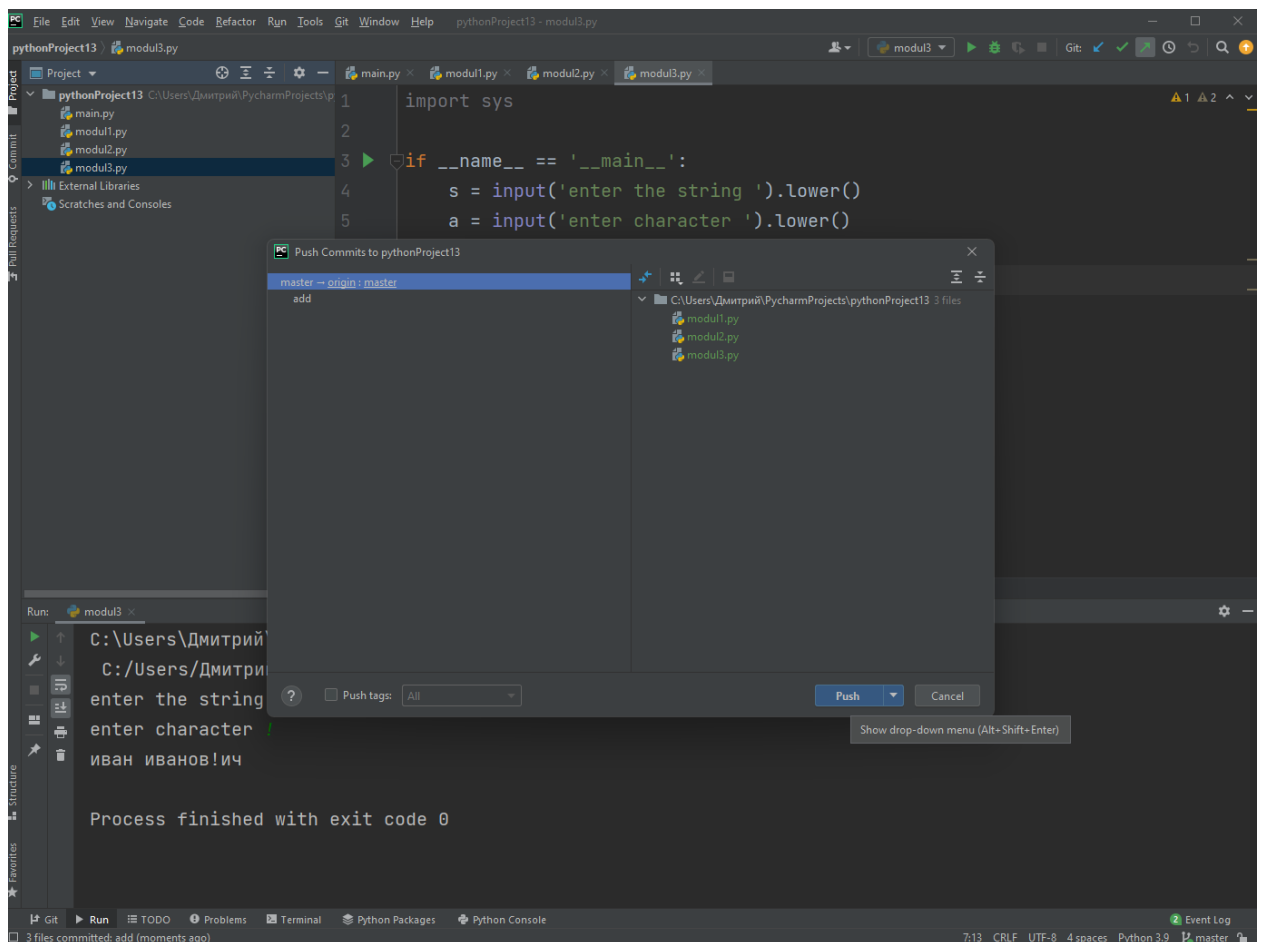 PC File Edit View Navigate Code Refactor Run Tools Git Window Help pythonProject13 - modul3.py
pythonProject13 modul3.py modul3 Git:
Project main.py modul1.py modul2.py modul3.py
Project
pythonProject13 C:\Users\Дмитрий\PycharmProjects\p
main.py
modul1.py
modul2.py
modul3.py
External Libraries
Scratches and Consoles
Commit
Pull Requests
1 import sys
1 2
2
3 if __name__ == '__main__':
4 s = input('enter the string ').lower()
5 a = input('enter character ').lower()
PC Push Commits to pythonProject13
master → origin : master
add
C:\Users\Дмитрий\PycharmProjects\pythonProject13 3 files
modul1.py
modul2.py
modul3.py
? Push tags: All Push Cancel
Show drop-down menu (Alt+Shift+Enter)
Run: modul3
C:\Users\Дмитрий\
C:/Users/Дмитри
enter the string
enter character !
иван иванов!ич
Process finished with exit code 0
Structure
Favorites
Git Run TODO Problems Terminal Python Packages Python Console 2 Event Log
3 files committed: add (moments ago) 7:13 CRLF UTF-8 4 spaces Python 3.9 master